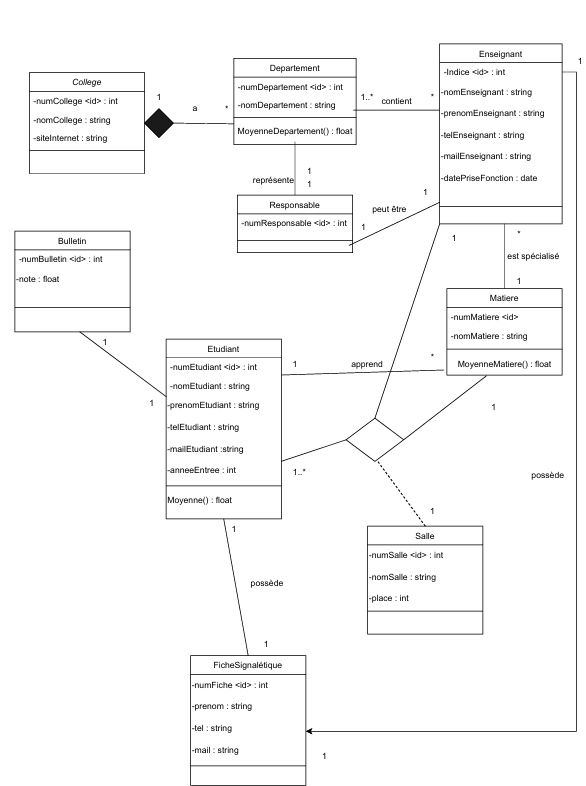 College
-numCollege <id> : int
-nomCollege : string
-siteInternet : string
1
a
*
Departement
-numDepartement <id> : int
-nomDepartement : string
MoyenneDepartement() : float
1..*
contient
*
Enseignant
-Indice <id> : int
-nomEnseignant : string
-prenomEnseignant : string
-telEnseignant : string
-mailEnseignant : string
-datePriseFonction : date
1
représente
1
1
Responsable
-numResponsable <id> : int
1
peut être
1
1
*
est spécialisé
1
Bulletin
-numBulletin <id> : int
-note : float
1
1
Matiere
-numMatiere <id>
-nomMatiere : string
MoyenneMatiere() : float
Etudiant
-numEtudiant <id> : int
-nomEtudiant : string
-prenomEtudiant : string
-telEtudiant : string
-mailEtudiant :string
-anneeEntree : int
Moyenne() : float
1
apprend
*
1
1..*
possède
1
Salle
-numSalle <id> : int
-nomSalle : string
-place : int
1
possède
1
FicheSignalétique
-numFiche <id> : int
-prenom : string
-tel : string
-mail : string
1